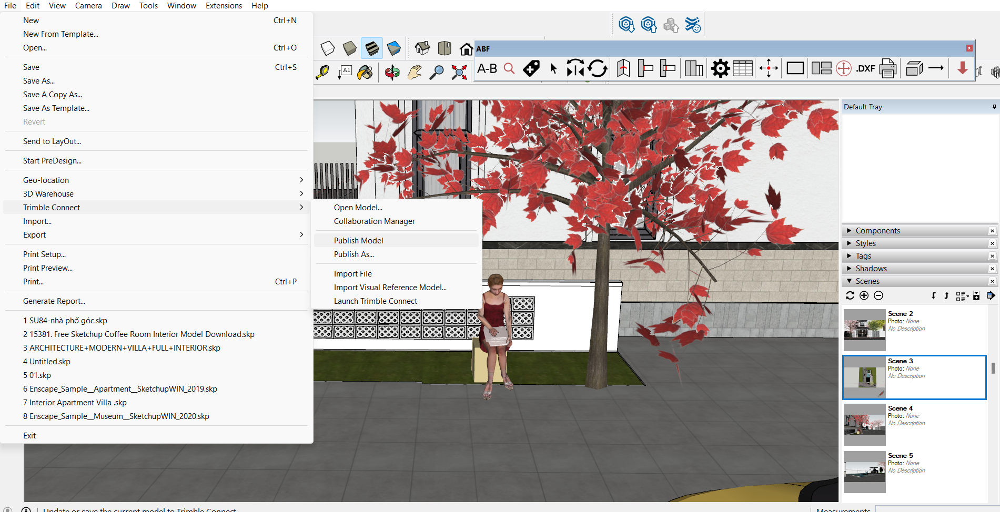 File Edit View Camera Draw Tools Window Extensions Help
New Ctrl+N
New From Template...
Open... Ctrl+O
Save Ctrl+S
Save As...
Save A Copy As...
Save As Template...
Revert
Send to LayOut...
Start PreDesign...
Geo-location
3D Warehouse
Trimble Connect
Import...
Export
Print Setup...
Print Preview...
Print... Ctrl+P
Generate Report...
1 SU84-nhà phố góc.skp
2 15381. Free Sketchup Coffee Room Interior Model Download.skp
3 ARCHITECTURE+MODERN+VILLA+FULL+INTERIOR.skp
4 Untitled.skp
5 01.skp
6 Enscape_Sample__Apartment__SketchupWIN_2019.skp
7 Interior Apartment Villa .skp
8 Enscape_Sample__Museum__SketchupWIN_2020.skp
Exit
Open Model...
Collaboration Manager
Publish Model
Publish As...
Import File
Import Visual Reference Model...
Launch Trimble Connect
A1
ABF
A-B
.DXF
Default Tray
Components
Styles
Tags
Shadows
Scenes
Scene 2
Photo: None
No Description
Scene 3
Photo: None
No Description
Scene 4
Photo: None
No Description
Scene 5
Photo: None
No Description
Update or save the current model to Trimble Connect
Measurements